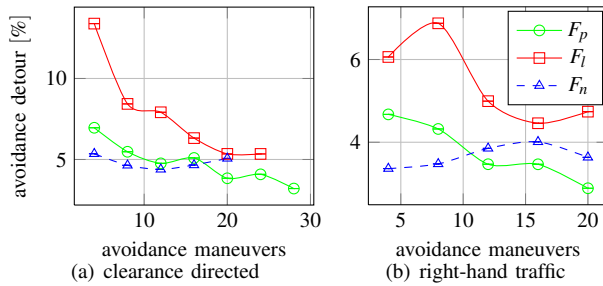 avoidance detour [%]
10
5
10
20
30
avoidance maneuvers
(a) clearance directed
6
4
5
10
15
20
F_p
F_l
F_n
avoidance maneuvers
(b) right-hand traffic